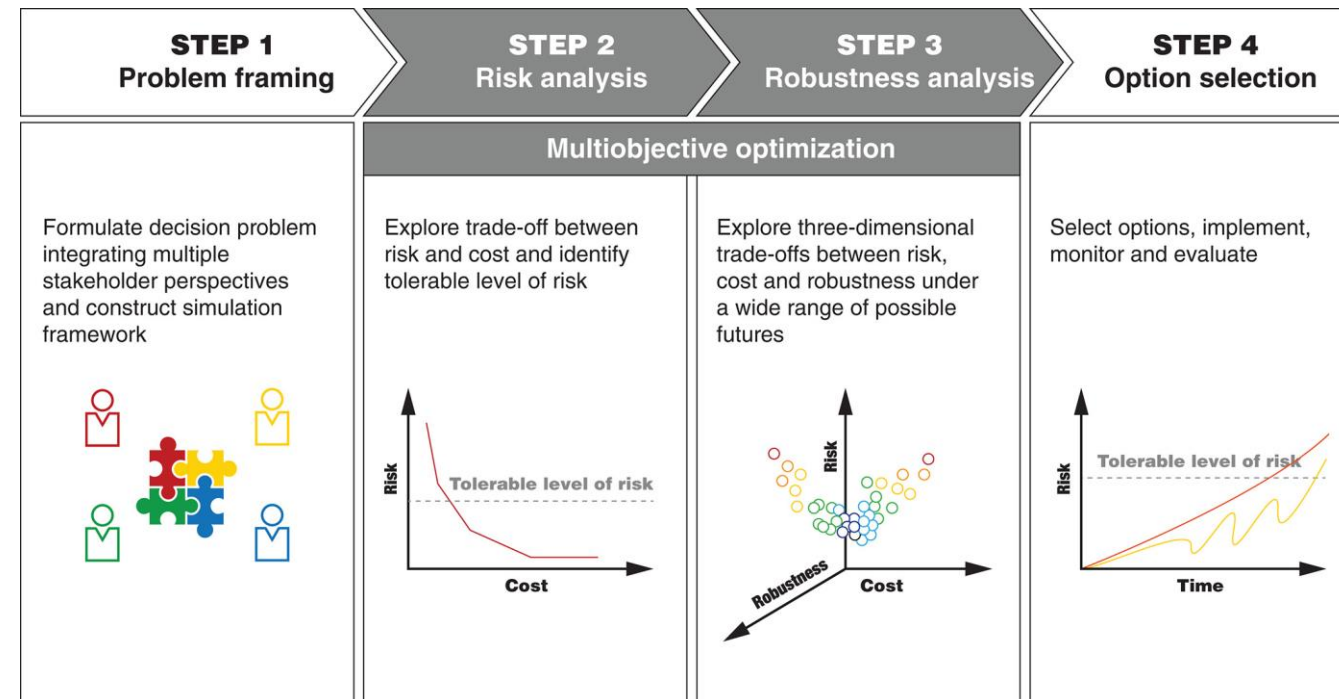 STEP 1
Problem framing
STEP 2
Risk analysis
STEP 3
Robustness analysis
STEP 4
Option selection
Multiobjective optimization
Formulate decision problem
integrating multiple
stakeholder perspectives
and construct simulation
framework
Explore trade-off between
risk and cost and identify
tolerable level of risk
Risk
Tolerable level of risk
Cost
Explore three-dimensional
trade-offs between risk,
cost and robustness under
a wide range of possible
futures
Risk
Robustness
Cost
Select options, implement,
monitor and evaluate
Risk
Tolerable level of risk
Time